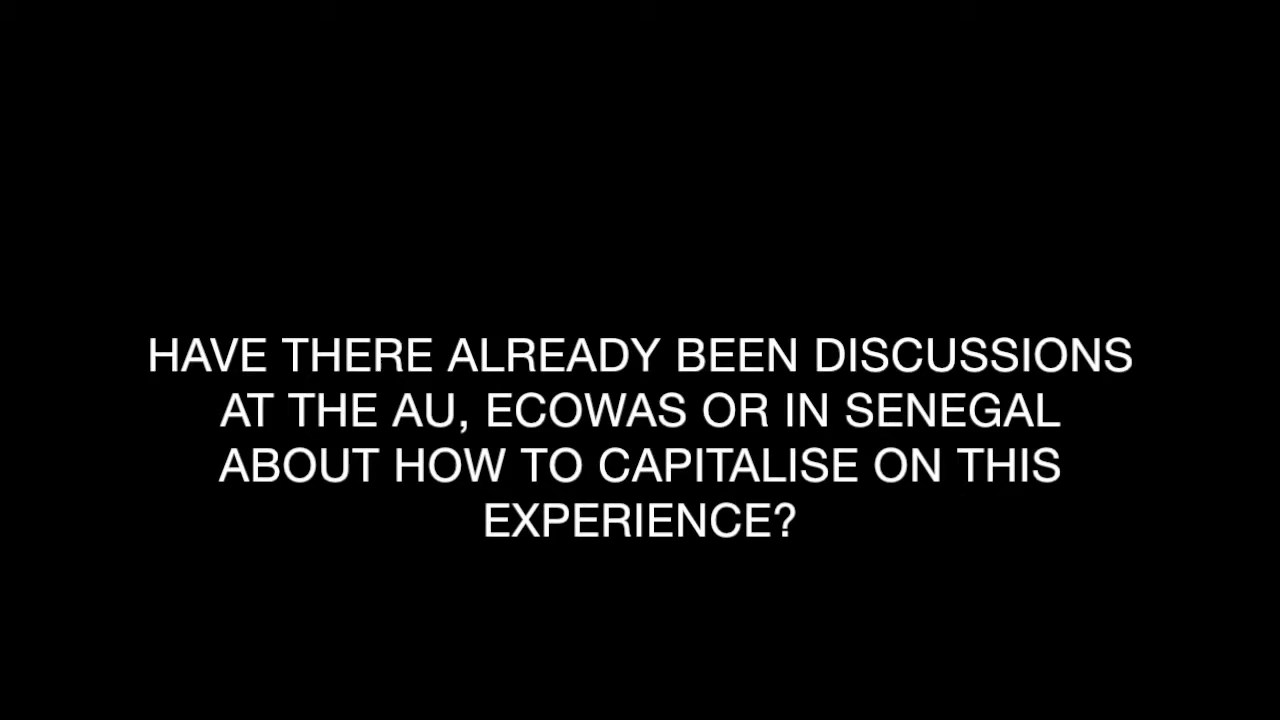 HAVE THERE ALREADY BEEN DISCUSSIONS
AT THE AU, ECOWAS OR IN SENEGAL
ABOUT HOW TO CAPITALISE ON THIS
EXPERIENCE?